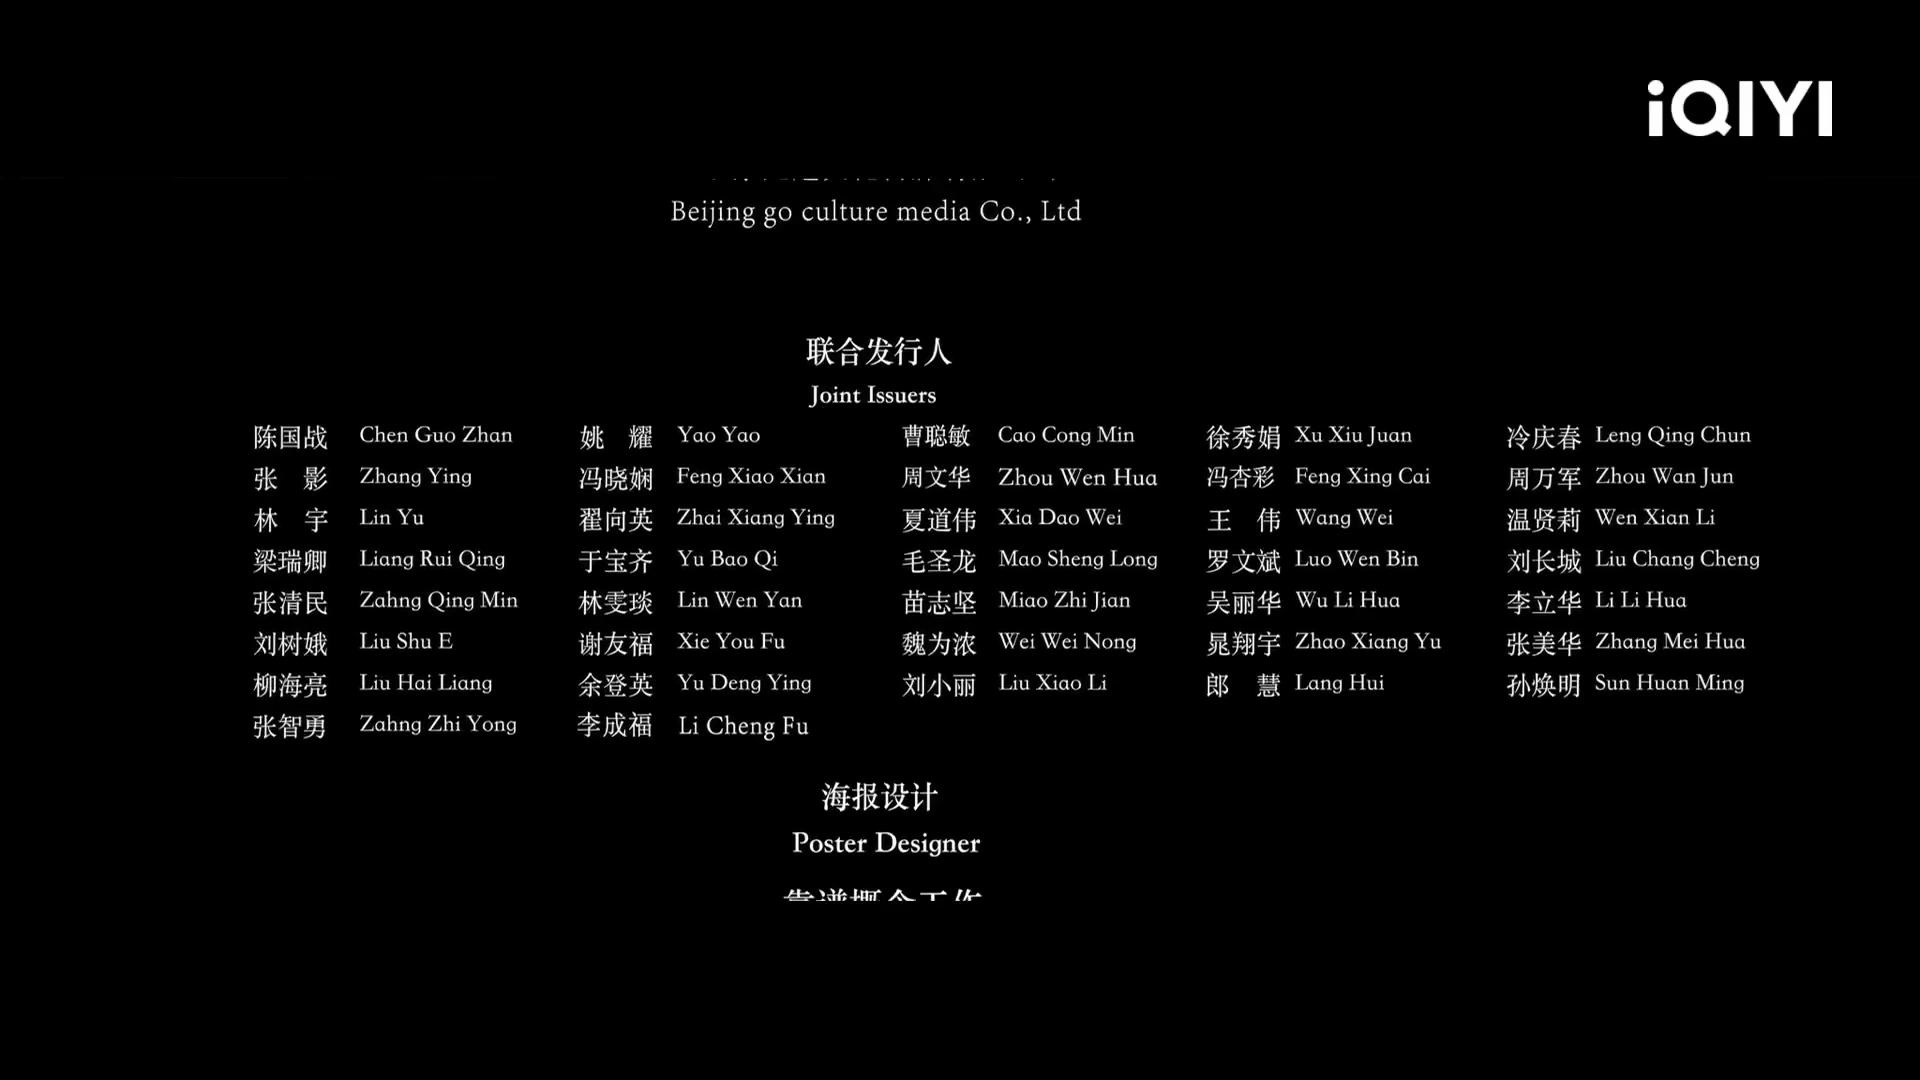 iQIYI
Beijing go culture media Co., Ltd
联合发行人
Joint Issuers
陈国战 Chen Guo Zhan 姚 耀 Yao Yao 曹聪敏 Cao Cong Min 徐秀娟 Xu Xiu Juan 冷庆春 Leng Qing Chun
张 影 Zhang Ying 冯晓娴 Feng Xiao Xian 周文华 Zhou Wen Hua 冯杏彩 Feng Xing Cai 周万军 Zhou Wan Jun
林 宇 Lin Yu 翟向英 Zhai Xiang Ying 夏道伟 Xia Dao Wei 王 伟 Wang Wei 温贤莉 Wen Xian Li
梁瑞卿 Liang Rui Qing 于宝齐 Yu Bao Qi 毛圣龙 Mao Sheng Long 罗文斌 Luo Wen Bin 刘长城 Liu Chang Cheng
张清民 Zahng Qing Min 林雯琰 Lin Wen Yan 苗志坚 Miao Zhi Jian 吴丽华 Wu Li Hua 李立华 Li Li Hua
刘树娥 Liu Shu E 谢友福 Xie You Fu 魏为浓 Wei Wei Nong 晁翔宇 Zhao Xiang Yu 张美华 Zhang Mei Hua
柳海亮 Liu Hai Liang 余登英 Yu Deng Ying 刘小丽 Liu Xiao Li 郎 慧 Lang Hui 孙焕明 Sun Huan Ming
张智勇 Zahng Zhi Yong 李成福 Li Cheng Fu
海报设计
Poster Designer